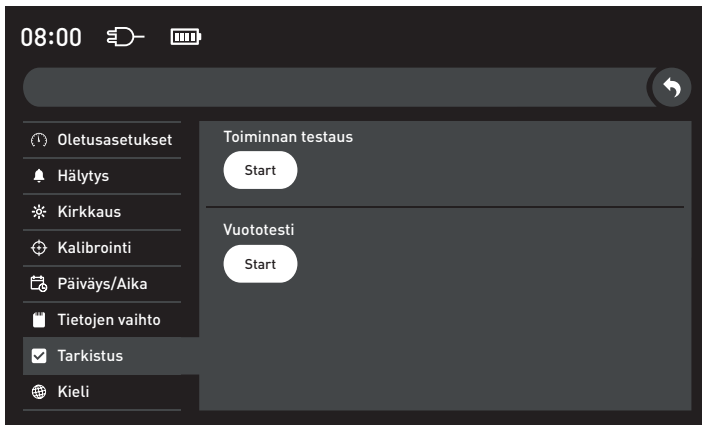 08:00
Oletusasetukset
Hälytys
Kirkkaus
Kalibrointi
Päiväys/Aika
Tietojen vaihto
Tarkistus
Kieli
Toiminnan testaus
Start
Vuototesti
Start